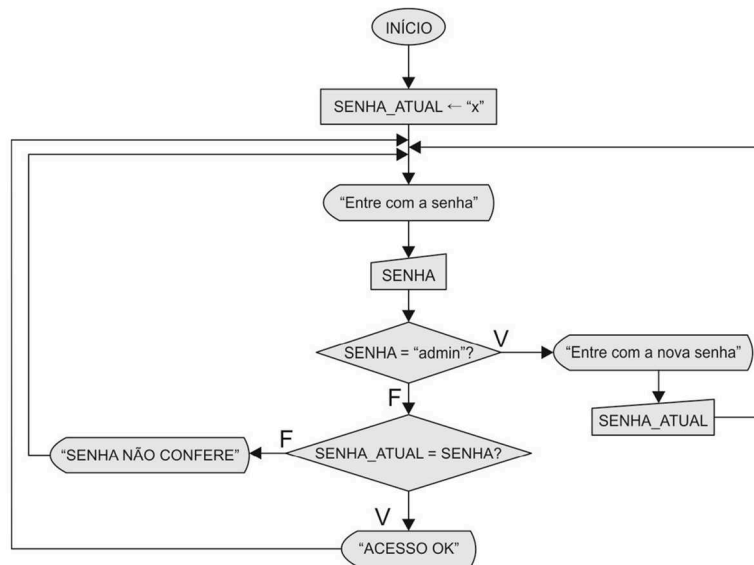 INÍCIO
SENHA_ATUAL ← “x”
“Entre com a senha”
SENHA
SENHA = “admin”?
V
“Entre com a nova senha”
F
SENHA_ATUAL
SENHA_ATUAL = SENHA?
F
“SENHA NÃO CONFERE”
V
“ACESSO OK”